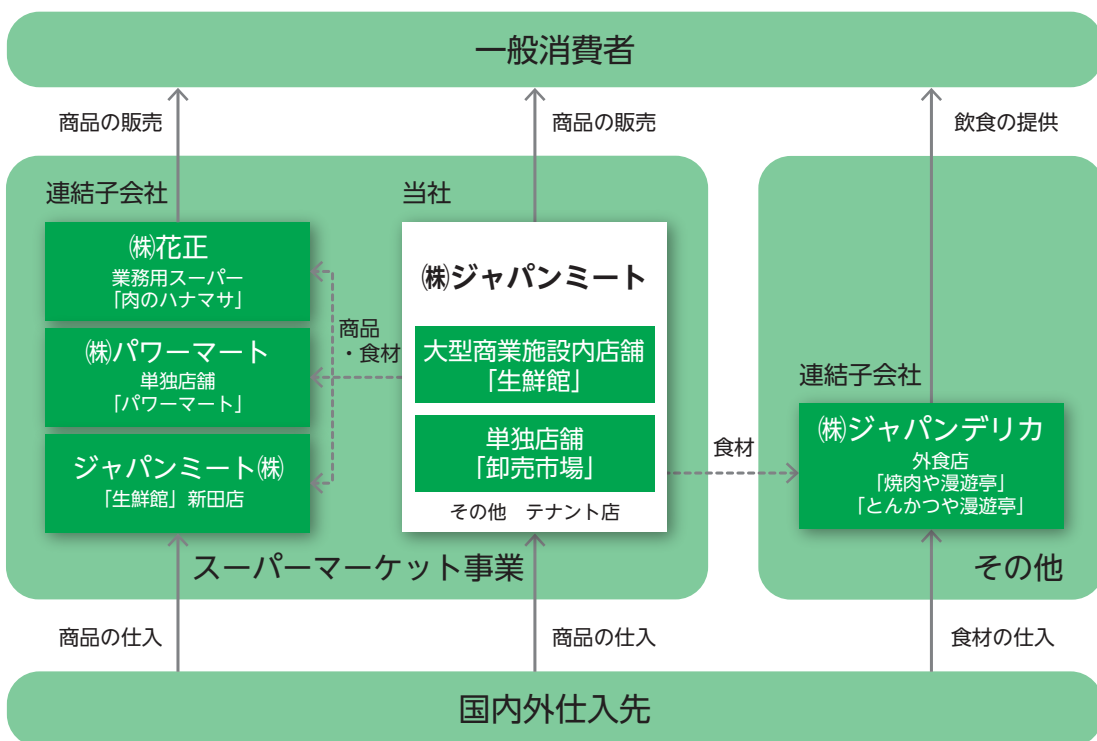 一般消費者
商品の販売
商品の販売
飲食の提供
連結子会社
㈱花正
業務用スーパー
「肉のハナマサ」
㈱パワーマート
単独店舗
「パワーマート」
ジャパンミート㈱
「生鮮館」新田店
商品
・食材
当社
㈱ジャパンミート
大型商業施設内店舗
「生鮮館」
単独店舗
「卸売市場」
その他　テナント店
スーパーマーケット事業
食材
連結子会社
㈱ジャパンデリカ
外食店
「焼肉や漫遊亭」
「とんかつや漫遊亭」
その他
商品の仕入
商品の仕入
食材の仕入
国内外仕入先